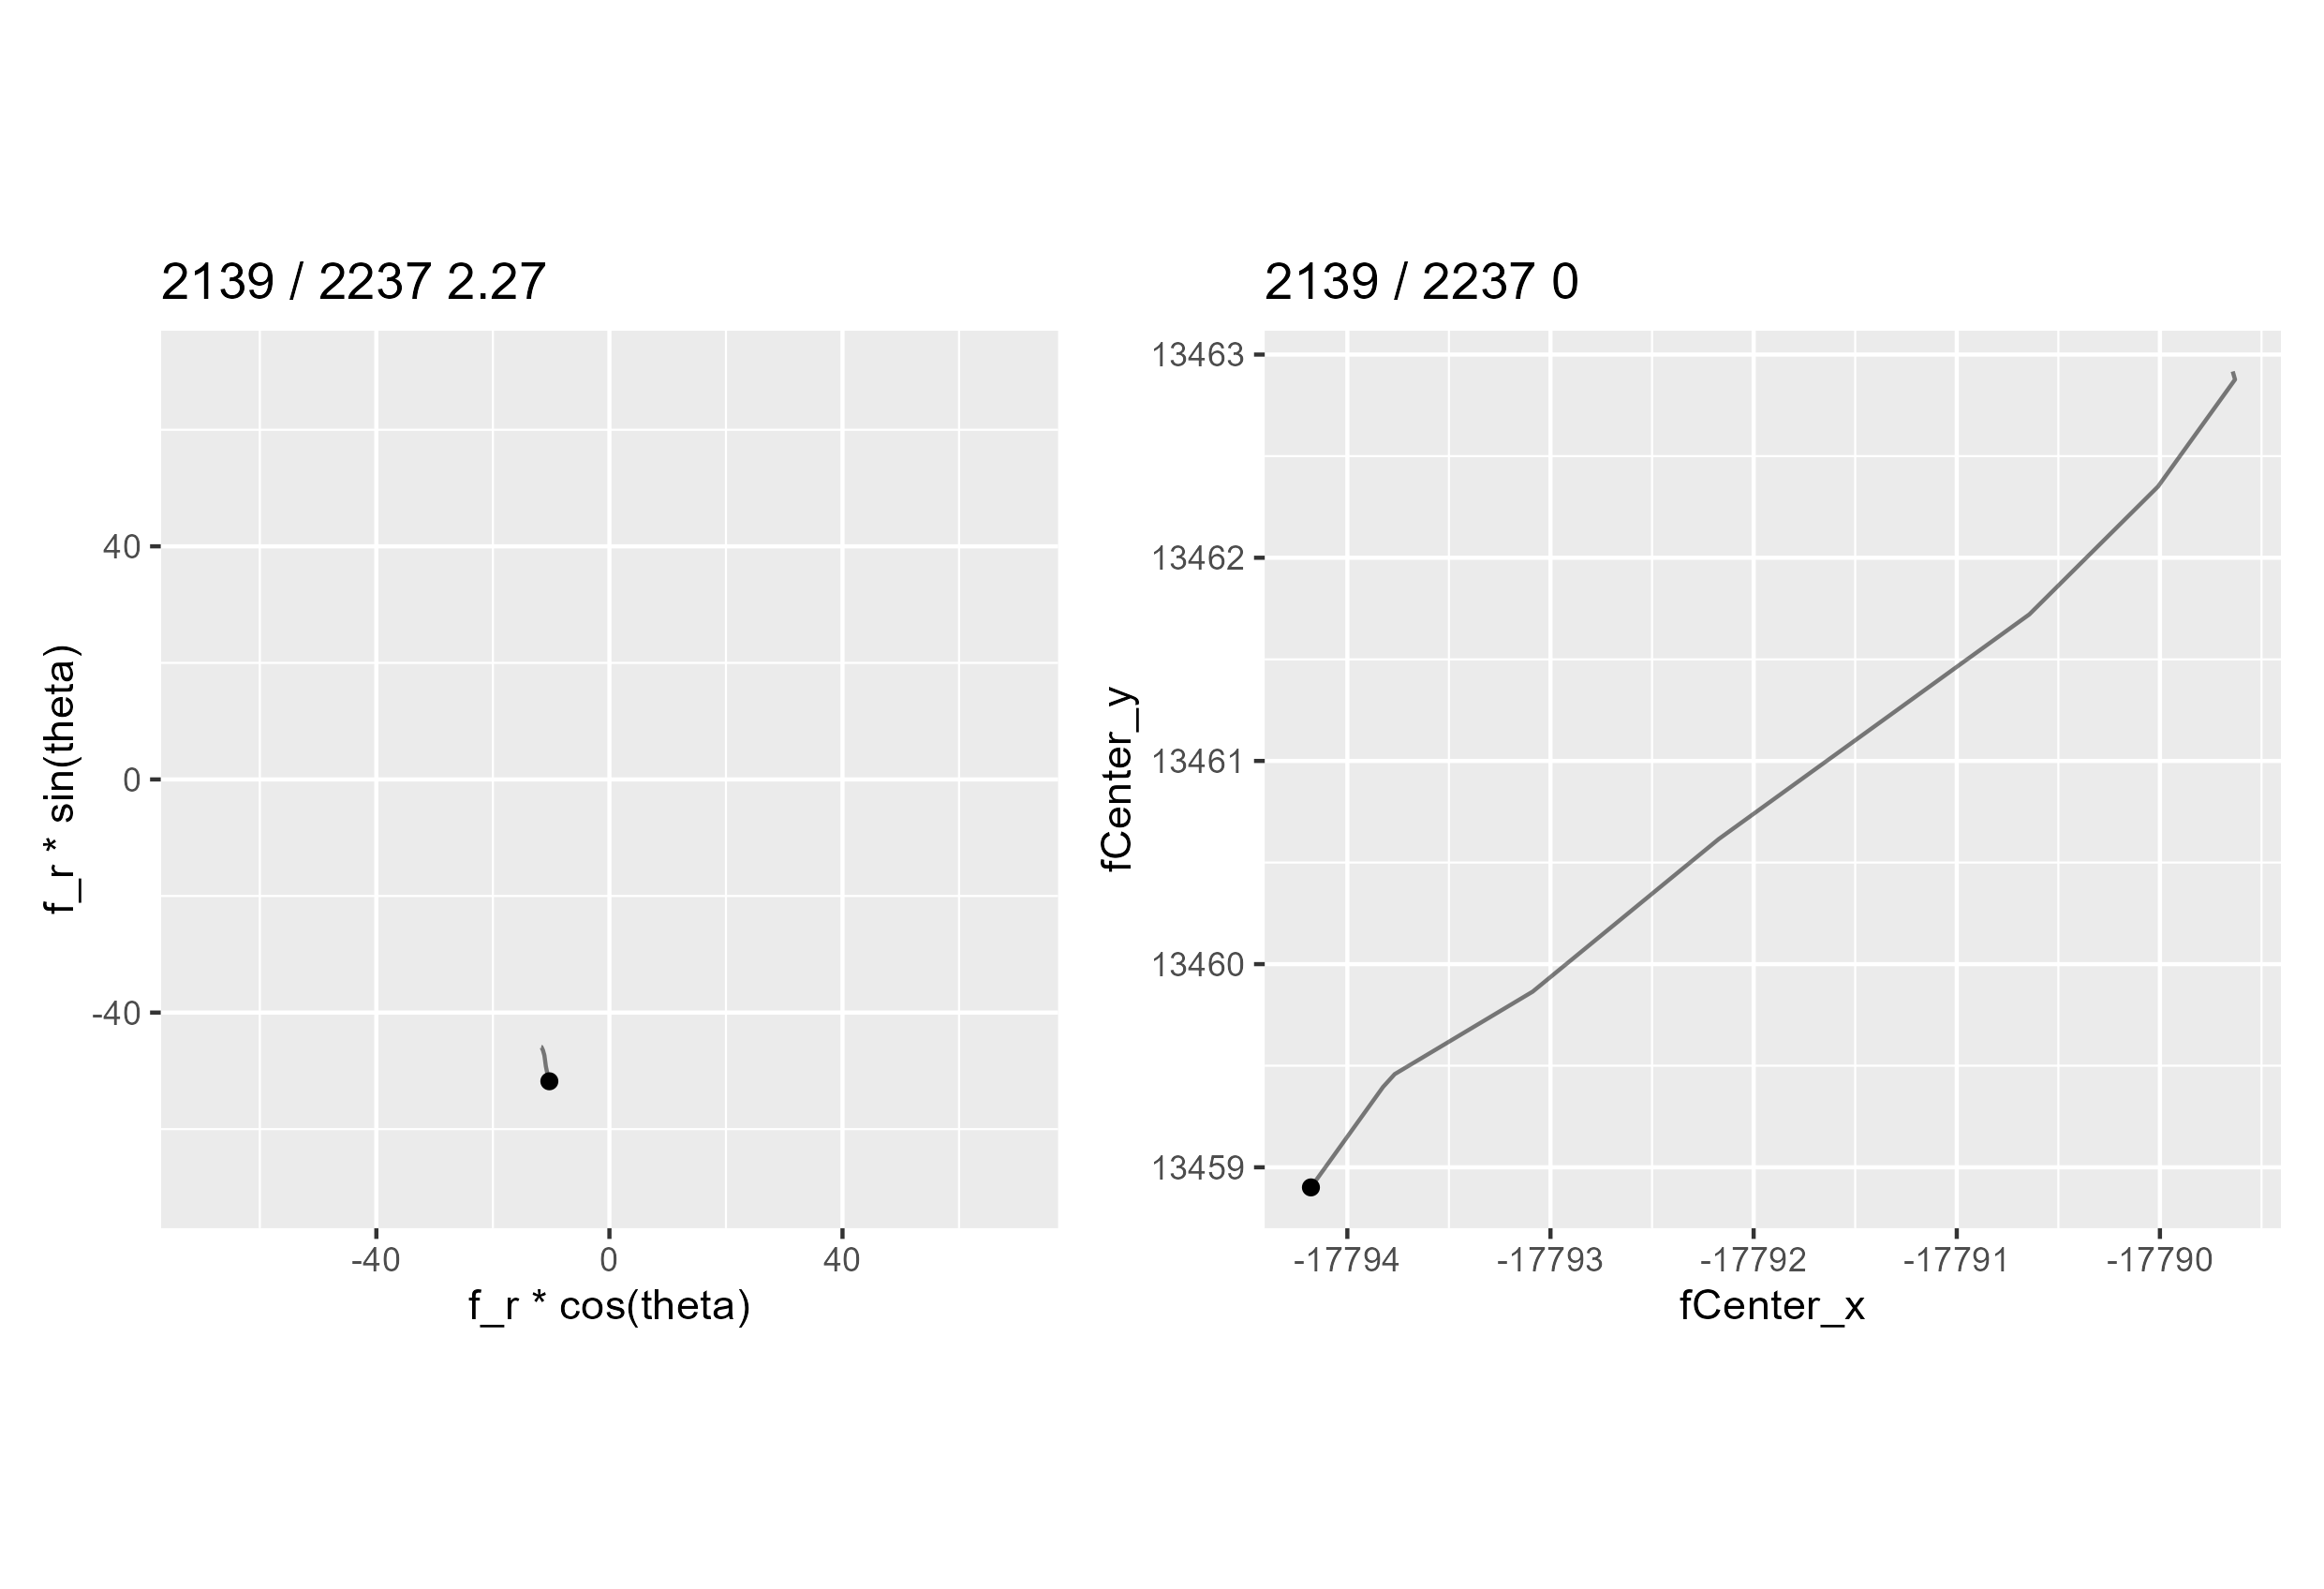 2139 / 2237 2.27
40
0
-40
f_r * sin(theta)
-40 0 40
f_r * cos(theta)
2139 / 2237 0
13463
13462
13461
13460
13459
fCenter_y
-17794 -17793 -17792 -17791 -17790
fCenter_x